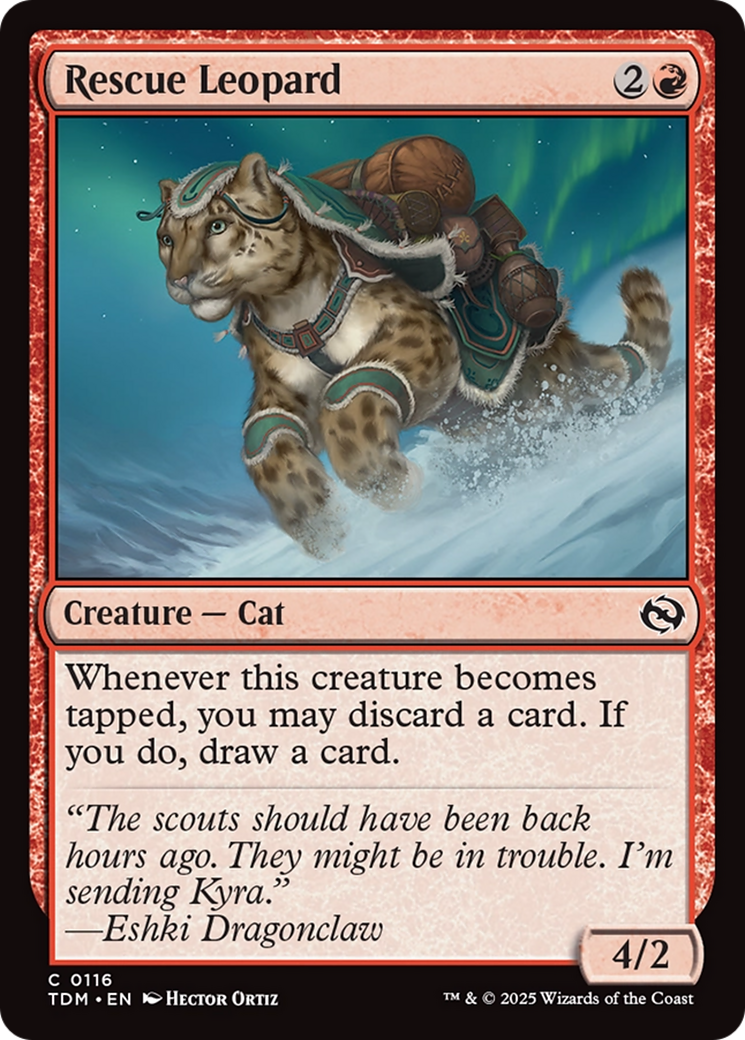 Rescue Leopard 2
Creature — Cat
Whenever this creature becomes
tapped, you may discard a card. If
you do, draw a card.
“The scouts should have been back
hours ago. They might be in trouble. I’m
sending Kyra.”
—Eshki Dragonclaw
4/2
C 0116
TDM • EN Hector Ortiz
™ & © 2025 Wizards of the Coast